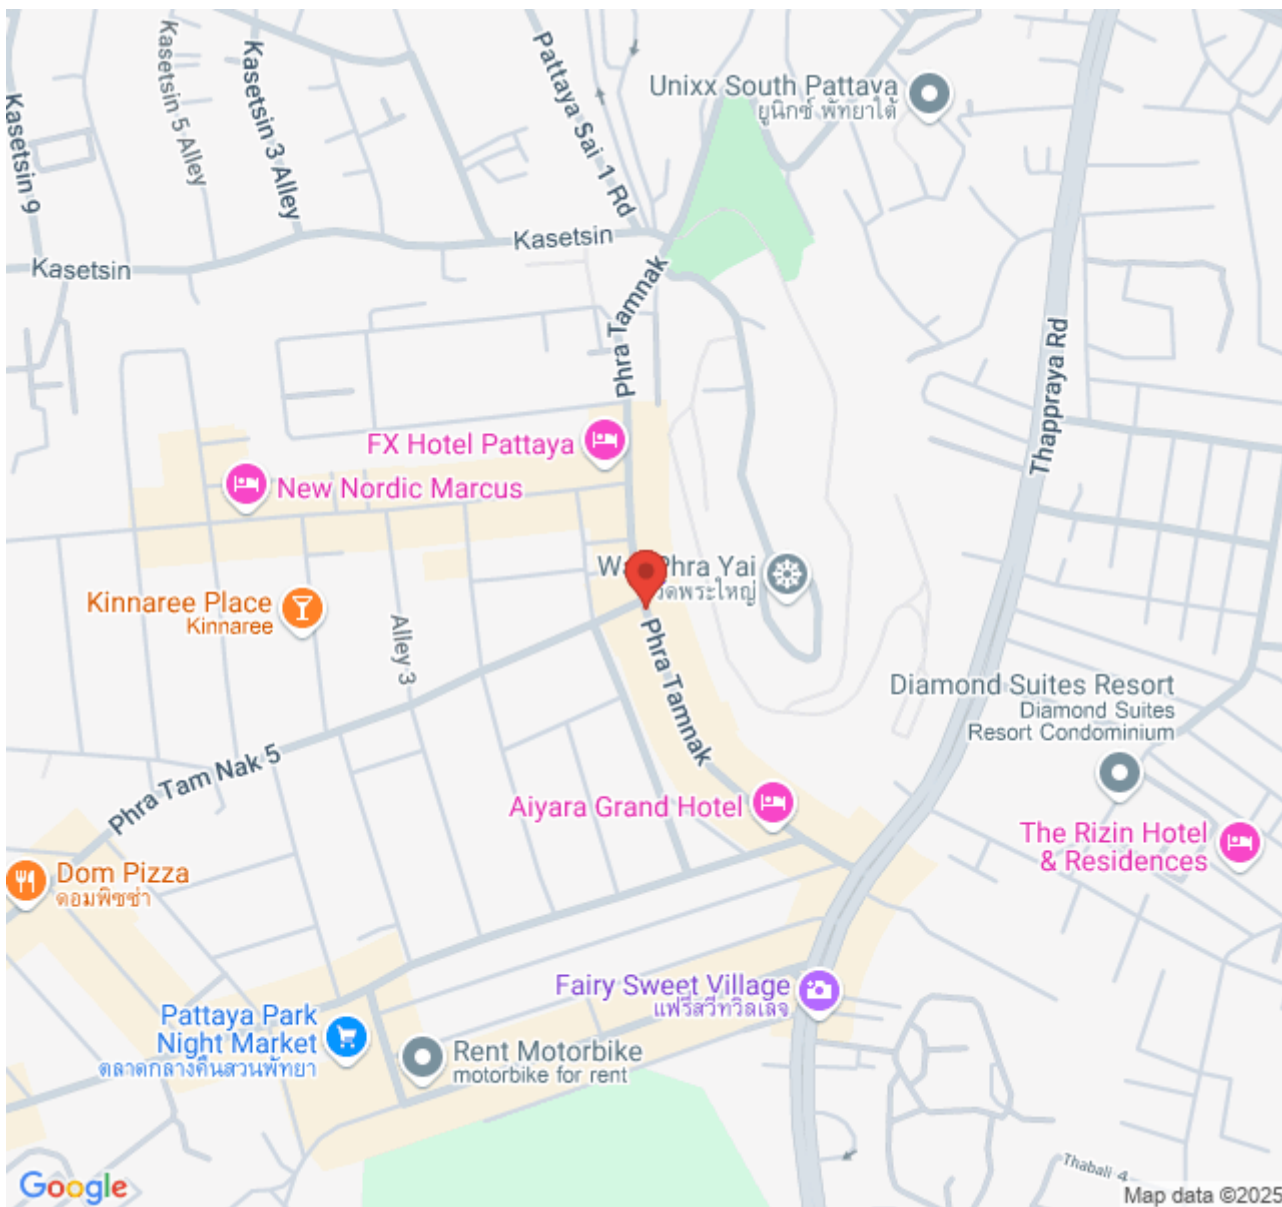 Kasetsin 9
Kasetsin 5 Alley
Kasetsin 3 Alley
Pattaya Sai 1 Rd
Unixx South Pattaya
ยูนิกซ์ พัทยาใต้
Kasetsin
Kasetsin
Phra Tamnak
Thappraya Rd
FX Hotel Pattaya
New Nordic Marcus
Phra Yai
วัดพระใหญ่
Kinnaree Place
Kinnaree
Alley 3
Phra Tamnak
Diamond Suites Resort
Diamond Suites
Resort Condominium
Phra Tam Nak 5
Aiyara Grand Hotel
The Rizin Hotel
& Residences
Dom Pizza
ดอมพิซซ่า
Fairy Sweet Village
แฟรี่สวีทวิลเลจ
Pattaya Park
Night Market
ตลาดกลางคืนสวนพัทยา
Rent Motorbike
motorbike for rent
Thabali 4
Google
Map data ©2025